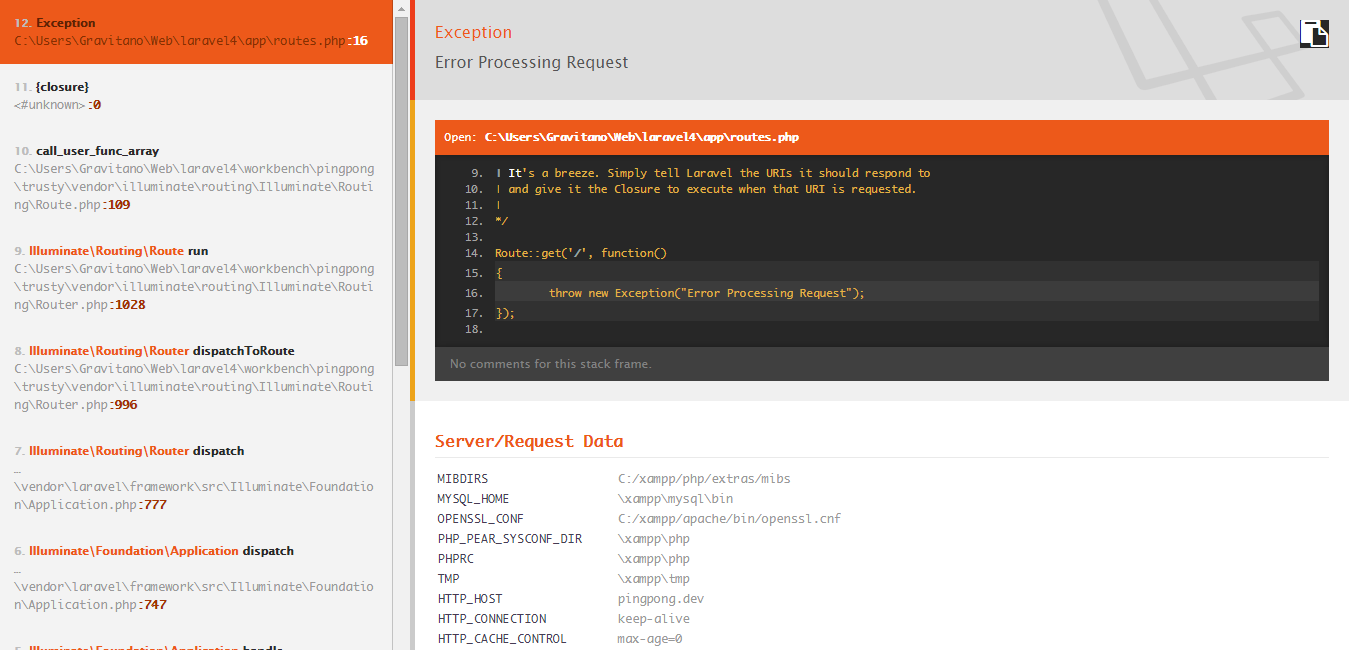 12. Exception
C:\Users\Gravitano\Web\laravel4\app\routes.php:16
11. {closure}
<#unknown>:0
10. call_user_func_array
C:\Users\Gravitano\Web\laravel4\workbench\pingpong
\trusty\vendor\illuminate\routing\Illuminate\Routi
ng\Route.php:109
9. Illuminate\Routing\Route run
C:\Users\Gravitano\Web\laravel4\workbench\pingpong
\trusty\vendor\illuminate\routing\Illuminate\Routi
ng\Router.php:1028
8. Illuminate\Routing\Router dispatchToRoute
C:\Users\Gravitano\Web\laravel4\workbench\pingpong
\trusty\vendor\illuminate\routing\Illuminate\Routi
ng\Router.php:996
7. Illuminate\Routing\Router dispatch
…
\vendor\laravel\framework\src\Illuminate\Foundatio
n\Application.php:777
6. Illuminate\Foundation\Application dispatch
…
\vendor\laravel\framework\src\Illuminate\Foundatio
n\Application.php:747
5. Illuminate\Foundation\Application handle
Exception
Error Processing Request
Open: C:\Users\Gravitano\Web\laravel4\app\routes.php
9. | It's a breeze. Simply tell Laravel the URIs it should respond to
10. | and give it the Closure to execute when that URI is requested.
11. |
12. */
13.
14. Route::get('/', function()
15. {
16. throw new Exception("Error Processing Request");
17. });
18.
No comments for this stack frame.
Server/Request Data
MIBDIRS C:/xampp/php/extras/mibs
MYSQL_HOME \xampp\mysql\bin
OPENSSL_CONF C:/xampp/apache/bin/openssl.cnf
PHP_PEAR_SYSCONF_DIR \xampp\php
PHPRC \xampp\php
TMP \xampp\tmp
HTTP_HOST pingpong.dev
HTTP_CONNECTION keep-alive
HTTP_CACHE_CONTROL max-age=0